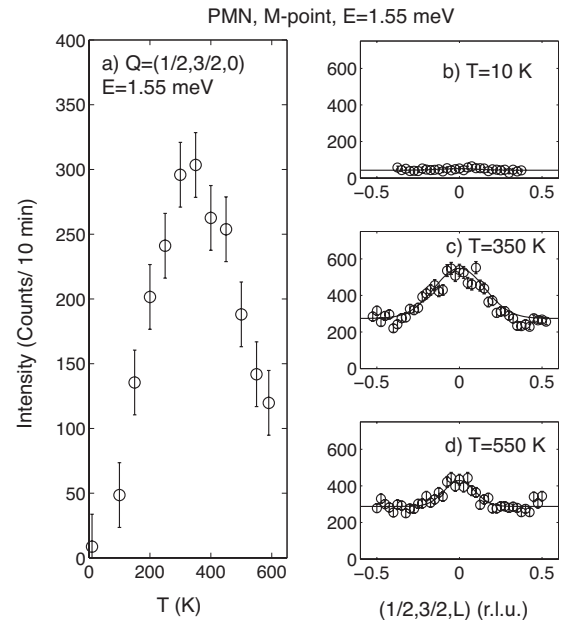 PMN, M-point, E=1.55 meV
a) Q=(1/2,3/2,0)
E=1.55 meV
400
350
300
250
200
150
100
50
0
0 200 400 600
Intensity (Counts/ 10 min)
T (K)
b) T=10 K
600
400
200
0
-0.5 0 0.5
c) T=350 K
600
400
200
0
-0.5 0 0.5
d) T=550 K
600
400
200
0
-0.5 0 0.5
(1/2,3/2,L) (r.l.u.)